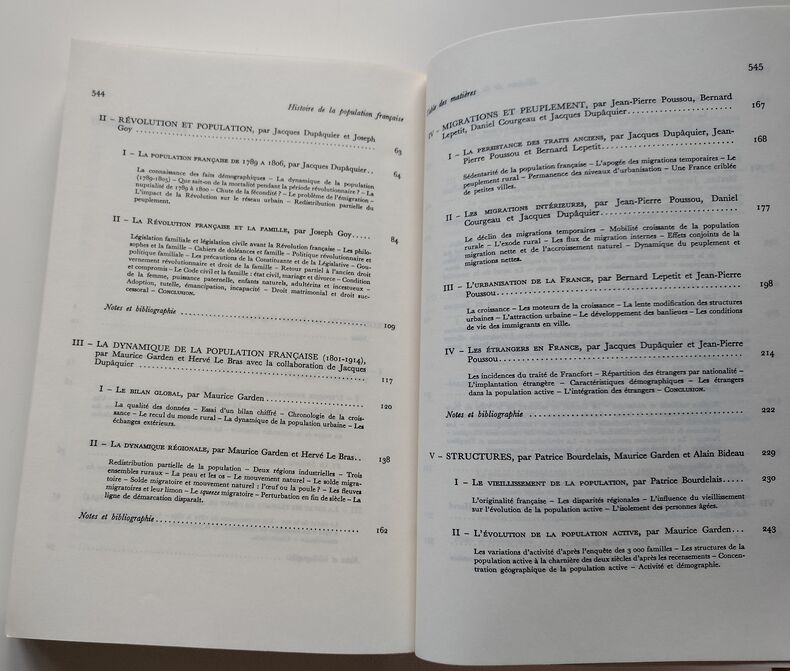 544
Histoire de la population française
II – RÉVOLUTION ET POPULATION, par Jacques Dupâquier et Joseph
Goy ........ 63
I – La population française de 1789 a 1806, par Jacques Dupâquier.. 64
La connaissance des faits démographiques – La dynamique de la population
(1789-1805) – Que sait-on de la mortalité pendant la période révolutionnaire ? – La
nuptialité de 1789 à 1800 – Chute de la fécondité ? – Le problème de l'émigration –
L'impact de la Révolution sur le réseau urbain – Redistribution partielle du
peuplement.
II – La Révolution française et la famille, par Joseph Goy..... 84
Législation familiale et législation civile avant la Révolution française – Les philo-
sophes et la famille – Cahiers de doléances et famille – Politique révolutionnaire et
politique familiale – Les précautions de la Constituante et de la Législative – Gou-
vernement révolutionnaire et droit de la famille – Retour partiel à l'ancien droit
et compromis – Le Code civil et la famille : état civil, mariage et divorce – Condition
de la femme, puissance paternelle, enfants naturels, adultérins et incestueux –
Adoption, tutelle, émancipation, incapacité – Droit matrimonial et droit suc-
cessoral – Conclusion.
Notes et bibliographie ........ 109
III – LA DYNAMIQUE DE LA POPULATION FRANÇAISE (1801-1914),
par Maurice Garden et Hervé Le Bras avec la collaboration de Jacques
Dupâquier ........ 117
I – Le bilan global, par Maurice Garden ........ 120
La qualité des données – Essai d'un bilan chiffré – Chronologie de la crois-
sance – Le recul du monde rural – La dynamique de la population urbaine – Les
échanges extérieurs.
II – La dynamique régionale, par Maurice Garden et Hervé Le Bras.. 138
Redistribution partielle de la population – Deux régions industrielles – Trois
ensembles ruraux – La peau et les os – Le mouvement naturel – Le solde migra-
toire – Solde migratoire et mouvement naturel : l'œuf ou la poule ? – Les fleuves
migratoires et leur limon – Le squeeze migratoire – Perturbation en fin de siècle – La
ligne de démarcation disparaît.
Notes et bibliographie........ 162
545
Table des matières
IV – MIGRATIONS ET PEUPLEMENT, par Jean-Pierre Poussou, Bernard
Lepetit, Daniel Courgeau et Jacques Dupâquier........ 167
I – La persistance des traits anciens, par Jacques Dupâquier, Jean-
Pierre Poussou et Bernard Lepetit........ 168
Sédentarité de la population française – L'apogée des migrations temporaires – Le
peuplement rural – Permanence des niveaux d'urbanisation – Une France criblée
de petites villes.
II – Les migrations intérieures, par Jean-Pierre Poussou, Daniel
Courgeau et Jacques Dupâquier........ 177
Le déclin des migrations temporaires – Mobilité croissante de la population
rurale – L'exode rural – Les flux de migration internes – Effets conjoints de la
migration nette et de l'accroissement naturel – Dynamique du peuplement et
migrations nettes.
III – L'urbanisation de la France, par Bernard Lepetit et Jean-Pierre
Poussou........ 198
La croissance – Les moteurs de la croissance – La lente modification des structures
urbaines – L'attraction urbaine – Le développement des banlieues – Les conditions
de vie des immigrants en ville.
IV – Les étrangers en France, par Jacques Dupâquier et Jean-Pierre
Poussou........ 214
Les incidences du traité de Francfort – Répartition des étrangers par nationalité –
L'implantation étrangère – Caractéristiques démographiques – Les étrangers
dans la population active – L'intégration des étrangers – Conclusion.
Notes et bibliographie ........ 222
V – STRUCTURES, par Patrice Bourdelais, Maurice Garden et Alain Bideau 229
I – Le vieillissement de la population, par Patrice Bourdelais.... 230
L'originalité française – Les disparités régionales – L'influence du vieillissement
sur l'évolution de la population active – L'isolement des personnes âgées.
II – L'évolution de la population active, par Maurice Garden... 243
Les variations d'activité d'après l'enquête des 3 000 familles – Les structures de la
population active à la charnière des deux siècles d'après les recensements – Concen-
tration géographique de la population active – Activité et démographie.